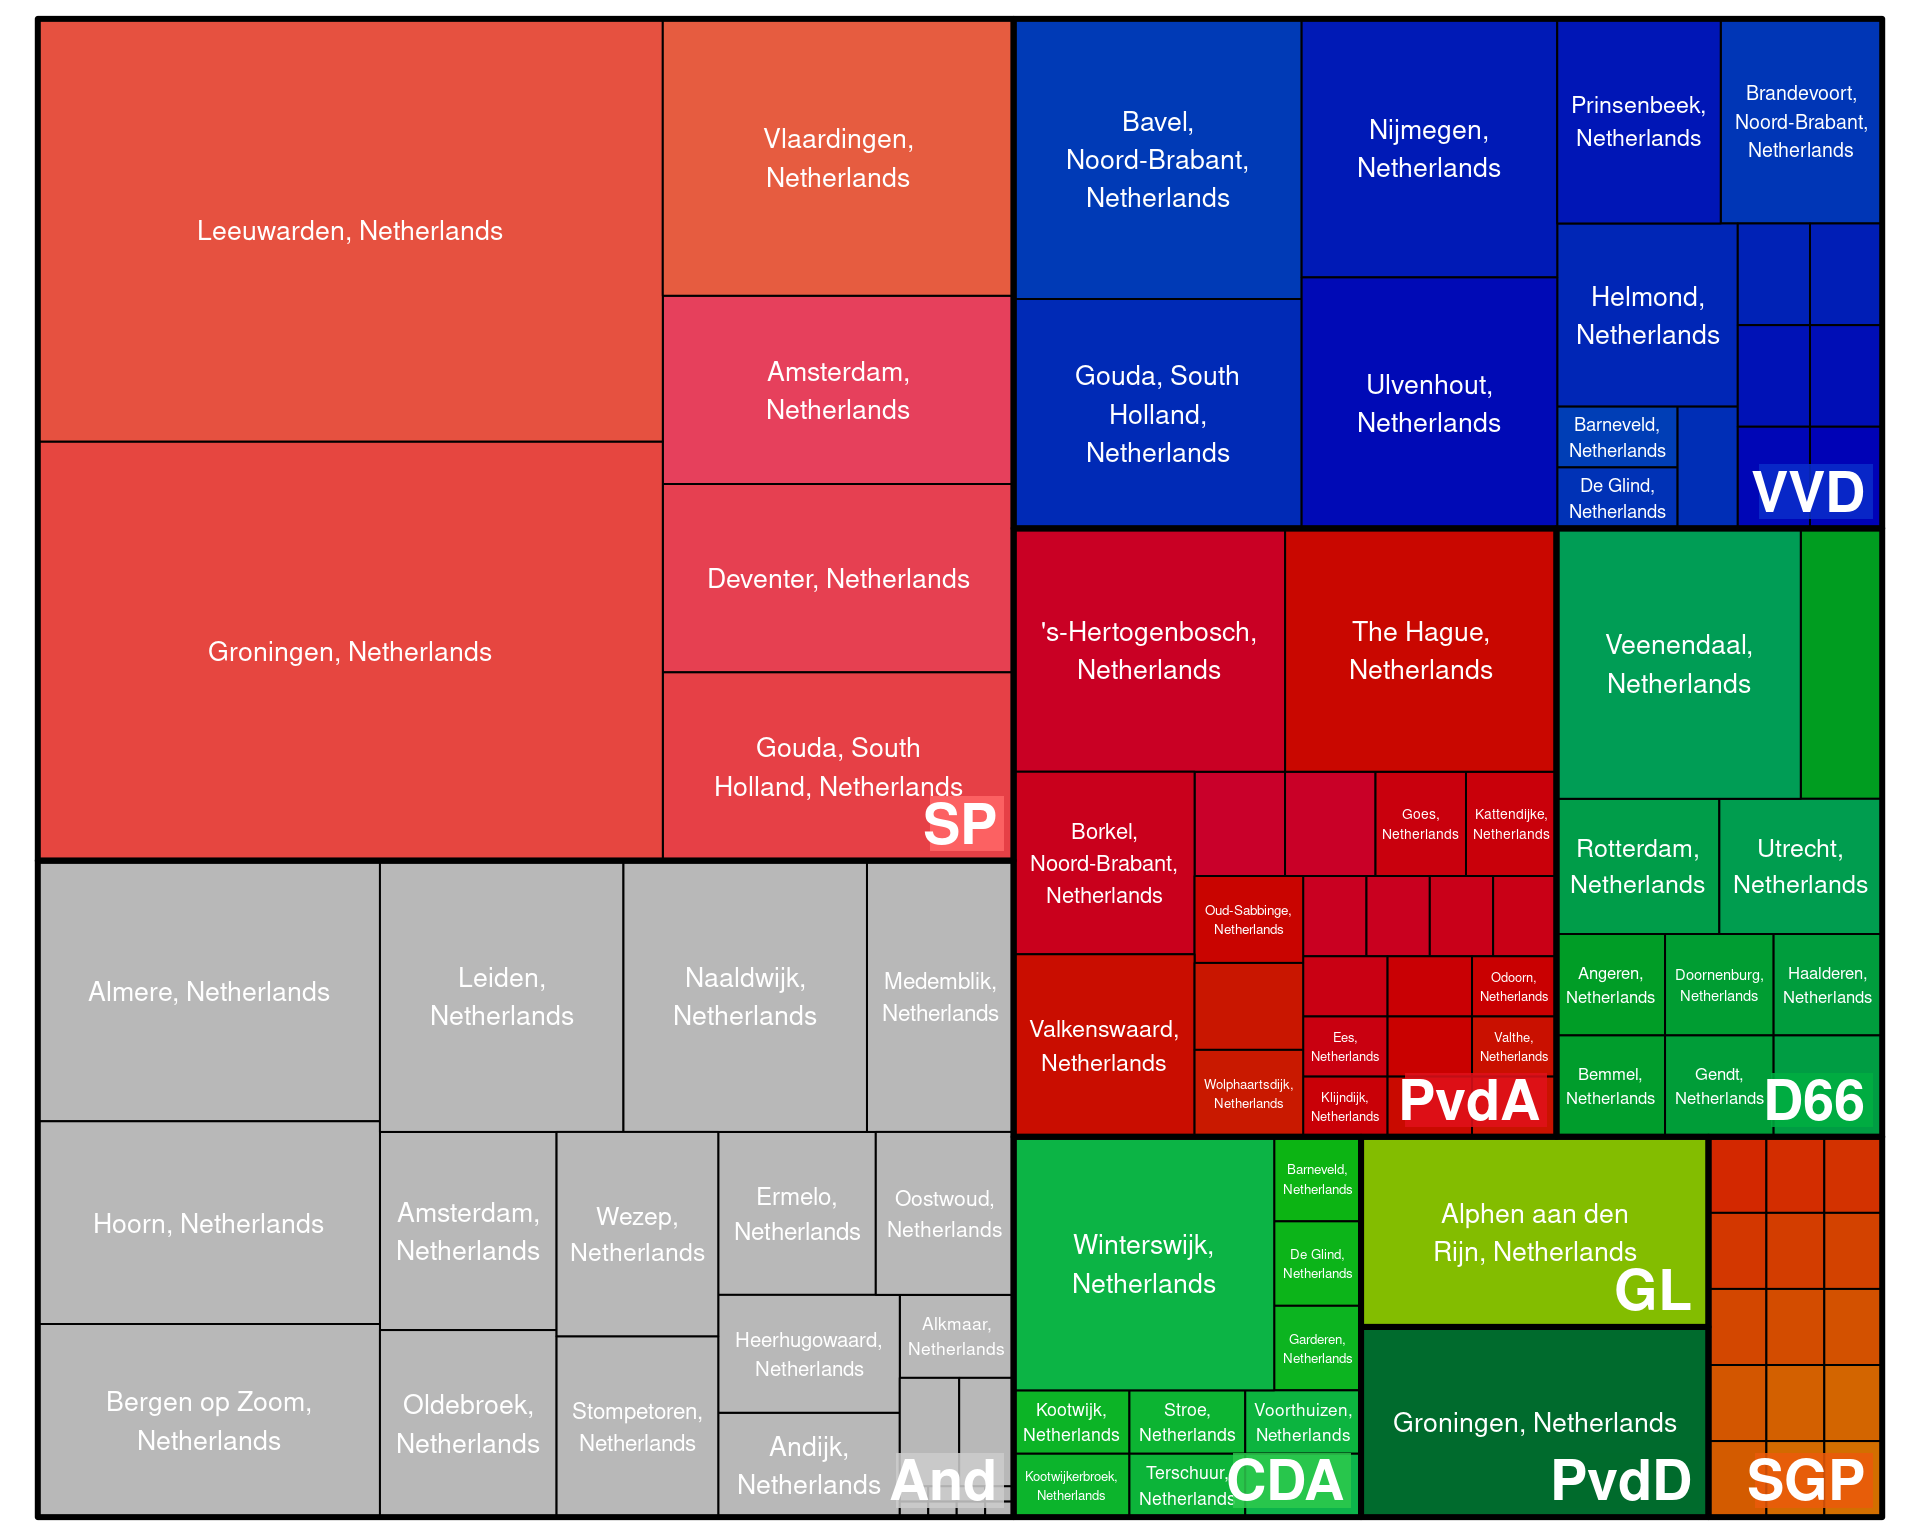 Leeuwarden, Netherlands
Vlaardingen,
Netherlands
Amsterdam,
Netherlands
Deventer, Netherlands
Groningen, Netherlands
Gouda, South
Holland, Netherlands
SP
Bavel,
Noord-Brabant,
Netherlands
Nijmegen,
Netherlands
Prinsenbeek,
Netherlands
Brandevoort,
Noord-Brabant,
Netherlands
Gouda, South
Holland,
Netherlands
Ulvenhout,
Netherlands
Helmond,
Netherlands
Barneveld,
Netherlands
De Glind,
Netherlands
VVD
's-Hertogenbosch,
Netherlands
The Hague,
Netherlands
Borkel,
Noord-Brabant,
Netherlands
Goes,
Netherlands
Kattendijke,
Netherlands
Oud-Sabbinge,
Netherlands
Valkenswaard,
Netherlands
Wolphaartsdijk,
Netherlands
Odoorn,
Netherlands
Ees,
Netherlands
Valthe,
Netherlands
Klijndijk,
Netherlands
PvdA
Veenendaal,
Netherlands
Rotterdam,
Netherlands
Utrecht,
Netherlands
Angeren,
Netherlands
Doornenburg,
Netherlands
Haalderen,
Netherlands
Bemmel,
Netherlands
Gendt,
Netherlands
D66
Almere, Netherlands
Leiden,
Netherlands
Naaldwijk,
Netherlands
Medemblik,
Netherlands
Hoorn, Netherlands
Amsterdam,
Netherlands
Wezep,
Netherlands
Ermelo,
Netherlands
Oostwoud,
Netherlands
Bergen op Zoom,
Netherlands
Oldebroek,
Netherlands
Stompetoren,
Netherlands
Heerhugowaard,
Netherlands
Alkmaar,
Netherlands
Andijk,
Netherlands
And
Winterswijk,
Netherlands
Barneveld,
Netherlands
De Glind,
Netherlands
Garderen,
Netherlands
Kootwijk,
Netherlands
Stroe,
Netherlands
Voorthuizen,
Netherlands
Kootwijkerbroek,
Netherlands
Terschuur,
Netherlands
CDA
Alphen aan den
Rijn, Netherlands
GL
Groningen, Netherlands
PvdD
SGP